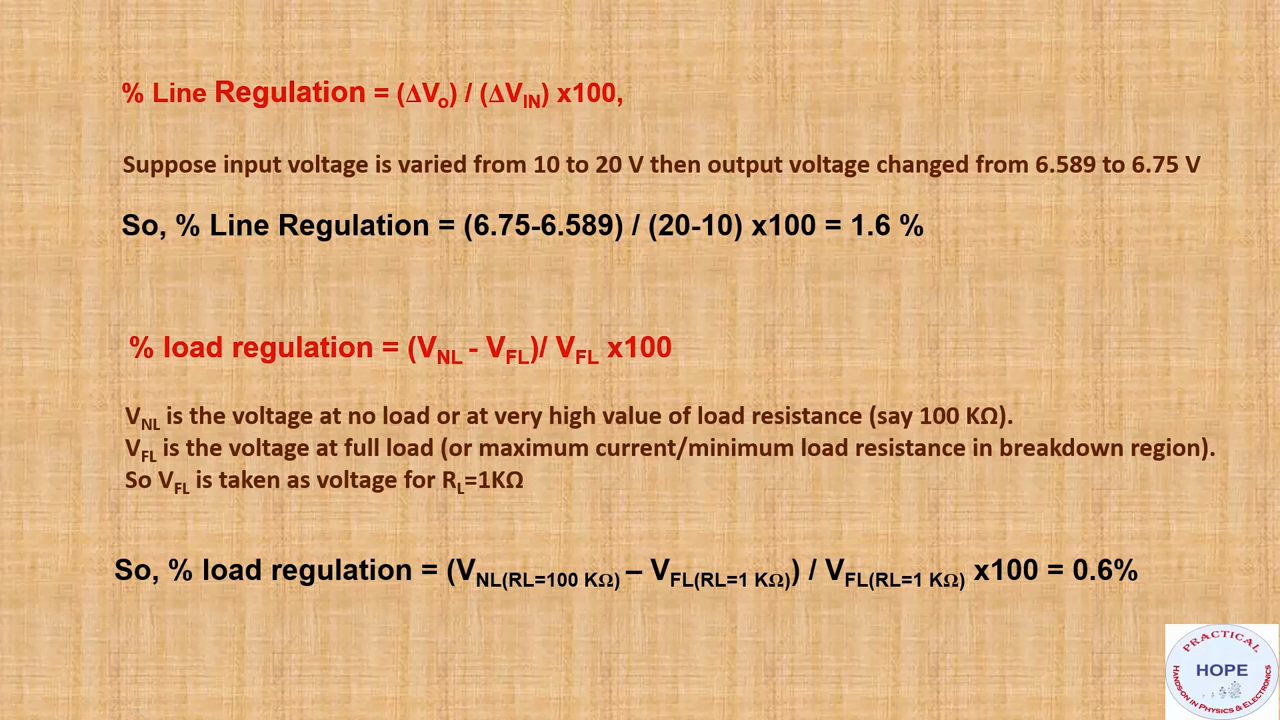 % Line Regulation = (ΔVo) / (ΔVIN) x100,
Suppose input voltage is varied from 10 to 20 V then output voltage changed from 6.589 to 6.75 V
So, % Line Regulation = (6.75-6.589) / (20-10) x100 = 1.6 %
% load regulation = (VNL - VFL)/ VFL x100
VNL is the voltage at no load or at very high value of load resistance (say 100 KΩ).
VFL is the voltage at full load (or maximum current/minimum load resistance in breakdown region).
So VFL is taken as voltage for RL=1KΩ
So, % load regulation = (VNL(RL=100 KΩ) – VFL(RL=1 KΩ)) / VFL(RL=1 KΩ) x100 = 0.6%
PRACTICAL
HOPE
HANDS-ON IN PHYSICS & ELECTRONICS